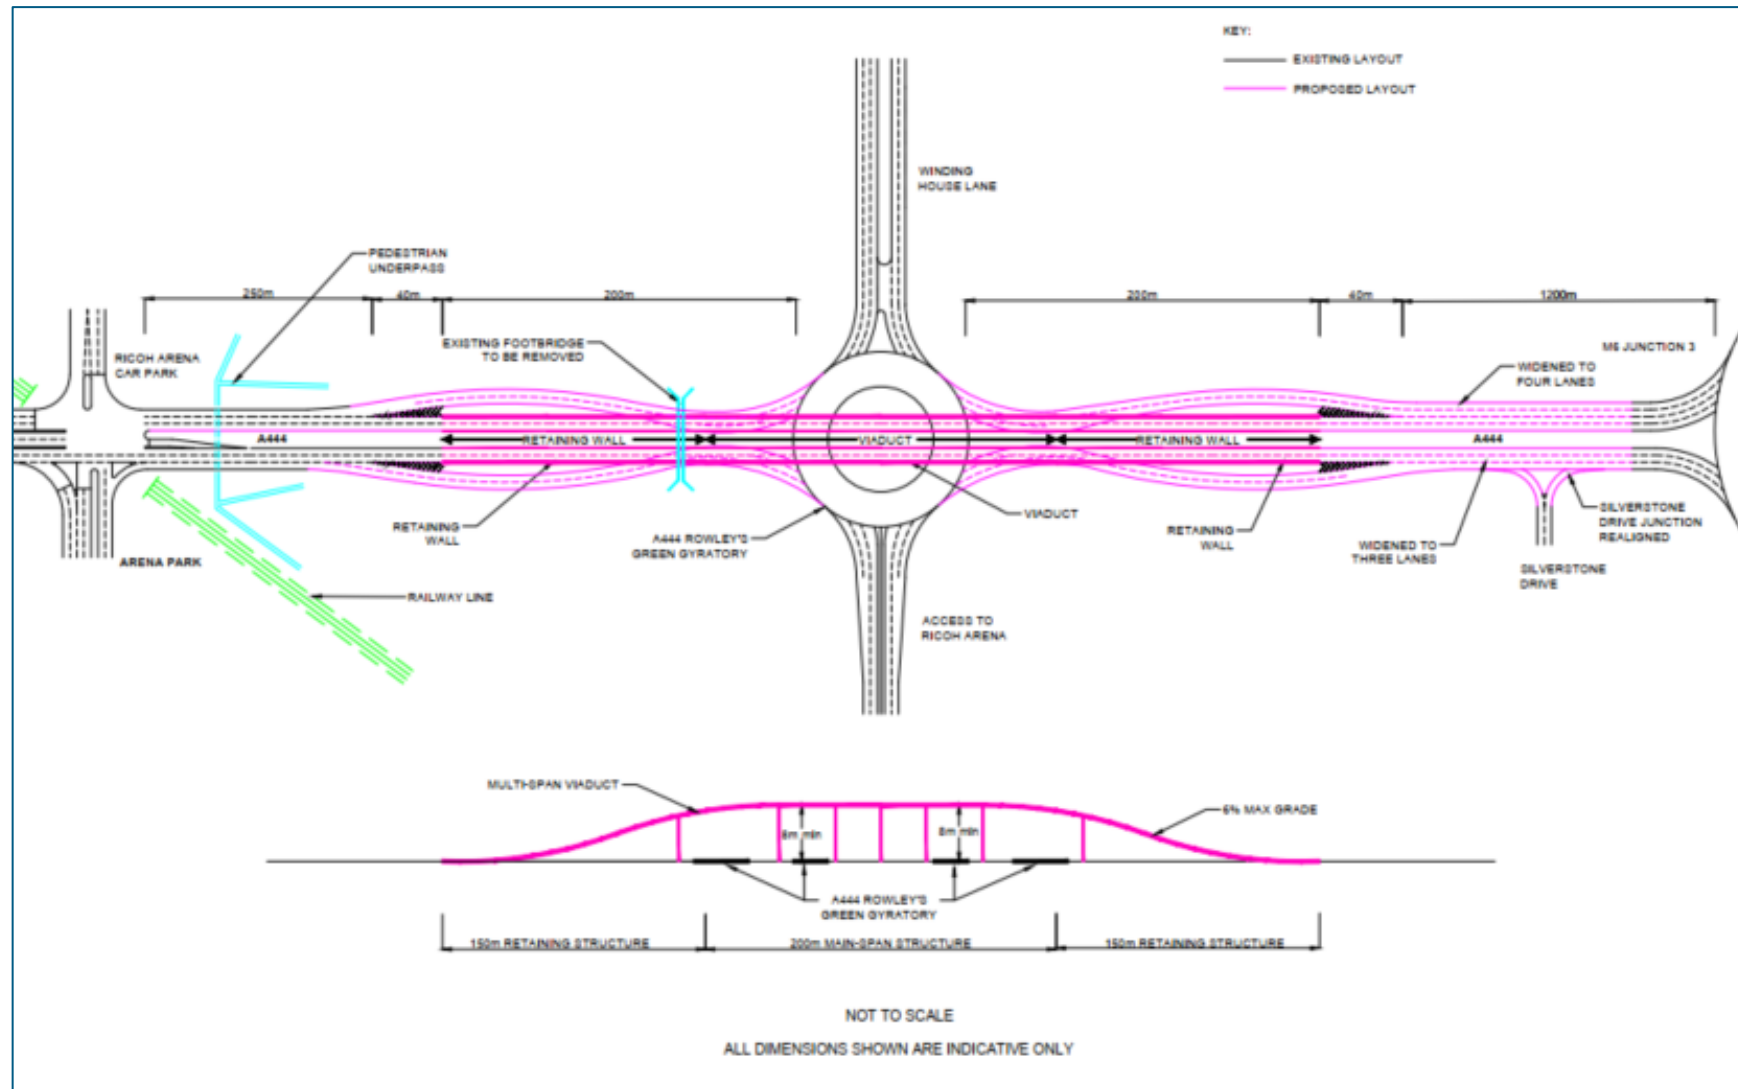 KEY:
EXISTING LAYOUT
PROPOSED LAYOUT
WINDING
HOUSE LANE
PEDESTRIAN
UNDERPASS
250m
40m
200m
200m
40m
1200m
EXISTING FOOTBRIDGE
TO BE REMOVED
M6 JUNCTION 3
RICOH ARENA
CAR PARK
WIDENED TO
FOUR LANES
A444
RETAINING WALL
VIADUCT
RETAINING WALL
A444
RETAINING
WALL
A444 ROWLEY'S
GREEN GYRATORY
VIADUCT
RETAINING
WALL
WIDENED TO
THREE LANES
SILVERSTONE
DRIVE JUNCTION
REALIGNED
ARENA PARK
SILVERSTONE
DRIVE
RAILWAY LINE
ACCESS TO
RICOH ARENA
MULTI-SPAN VIADUCT
6% MAX GRADE
6m min
6m min
A444 ROWLEY'S
GREEN GYRATORY
150m RETAINING STRUCTURE
200m MAIN-SPAN STRUCTURE
150m RETAINING STRUCTURE
NOT TO SCALE
ALL DIMENSIONS SHOWN ARE INDICATIVE ONLY